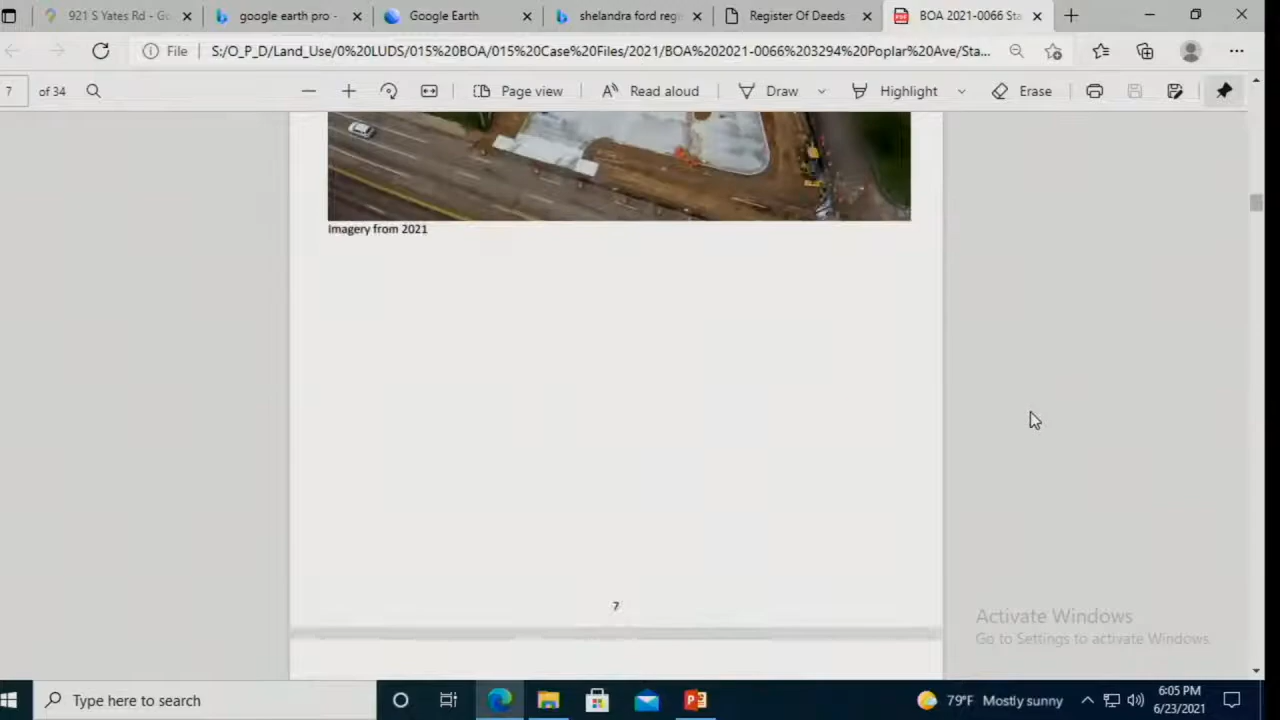 921 S Yates Rd - Go
google earth pro -
Google Earth
shelandra ford regi
Register Of Deeds
BOA 2021-0066 Sta
File
S:/O_P_D/Land_Use/0%20LUDS/015%20BOA/015%20Case%20Files/2021/BOA%202021-0066%203294%20Poplar%20Ave/Sta...
7 of 34
Page view
Read aloud
Draw
Highlight
Erase
Imagery from 2021
7
Activate Windows
Go to Settings to activate Windows.
Type here to search
79°F Mostly sunny
6:05 PM
6/23/2021